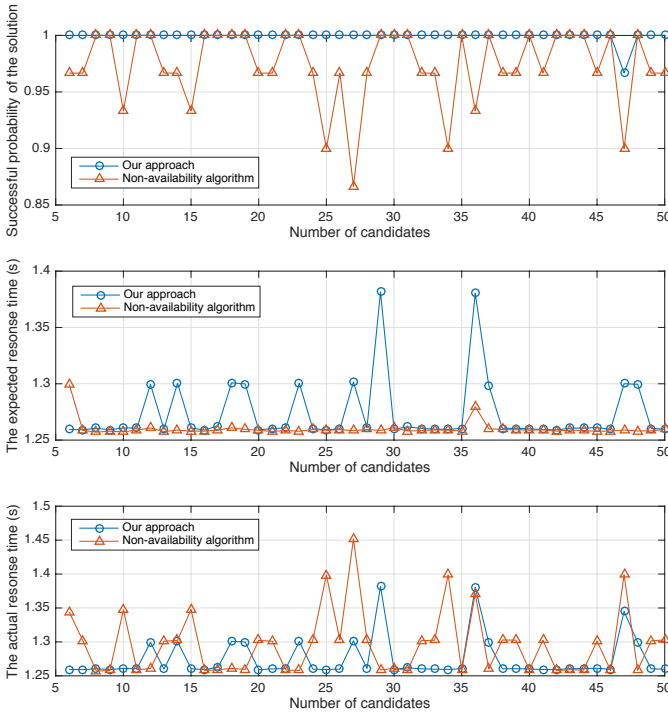 Successful probability of the solution
1
0.95
0.9
0.85
Our approach
Non-availability algorithm
5 10 15 20 25 30 35 40 45 50
Number of candidates
The expected resonse time (s)
1.4
1.35
1.3
1.25
Our approach
Non-availability algorithm
5 10 15 20 25 30 35 40 45 50
Number of candidates
The actual response time (s)
1.5
1.45
1.4
1.35
1.3
1.25
Our approach
Non-availability algorithm
5 10 15 20 25 30 35 40 45 50
Number of candidates